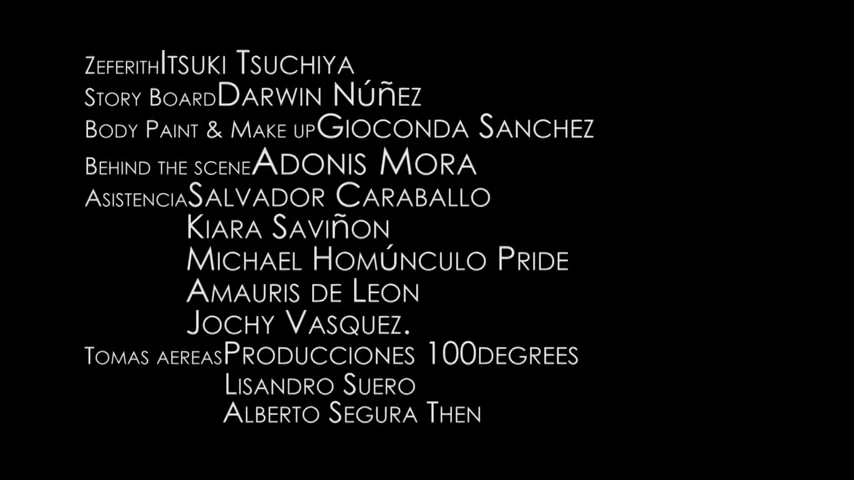 ZeferithItsuki Tsuchiya
Story BoardDarwin Núñez
Body Paint & Make upGioconda Sanchez
Behind the sceneAdonis Mora
AsistenciaSalvador Caraballo
Kiara Saviñon
Michael Homúnculo Pride
Amauris de Leon
Jochy Vasquez.
Tomas aereasProducciones 100degrees
Lisandro Suero
Alberto Segura Then